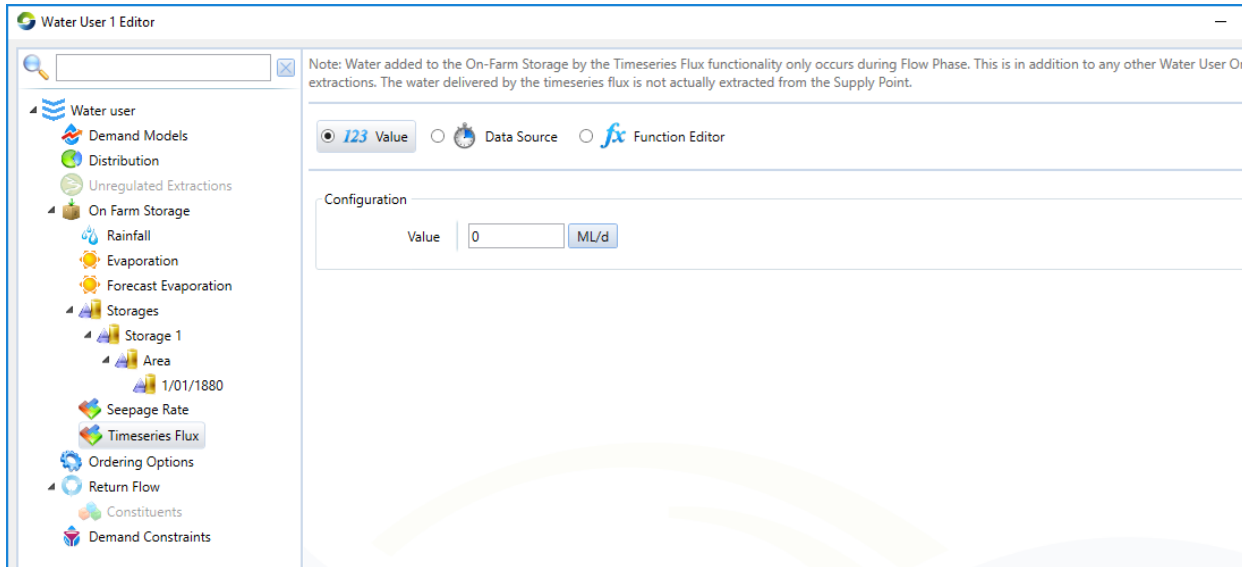 Water User 1 Editor
Note: Water added to the On-Farm Storage by the Timeseries Flux functionality only occurs during Flow Phase. This is in addition to any other Water User
extractions. The water delivered by the timeseries flux is not actually extracted from the Supply Point.
Water user
Demand Models
Distribution
Unregulated Extractions
On Farm Storage
Rainfall
Evaporation
Forecast Evaporation
Storages
Storage 1
Area
1/01/1880
Seepage Rate
Timeseries Flux
Ordering Options
Return Flow
Constituents
Demand Constraints
123 Value Data Source fx Function Editor
Configuration
Value 0 ML/d